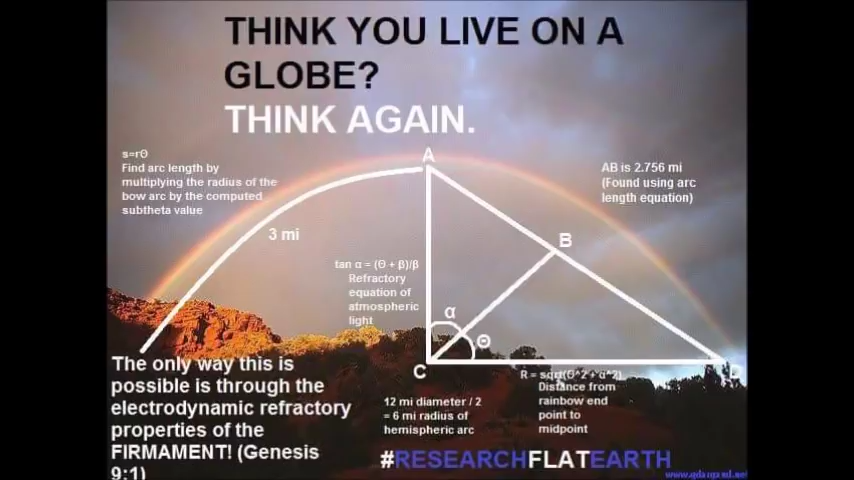 THINK YOU LIVE ON A
GLOBE?
THINK AGAIN.
s=rΘ
Find arc length by
multiplying the radius of the
bow arc by the computed
subtheta value
A
AB is 2.756 mi
(Found using arc
length equation)
3 mi
B
tan α = (Θ + β)/β
Refractory
equation of
atmospheric
light
α
Θ
C
D
The only way this is
possible is through the
electrodynamic refractory
properties of the
FIRMAMENT! (Genesis
9:1)
12 mi diameter / 2
= 6 mi radius of
hemispheric arc
R = sqrt(Θ^2 + α^2)
Distance from
rainbow end
point to
midpoint
#RESEARCHFLATEARTH